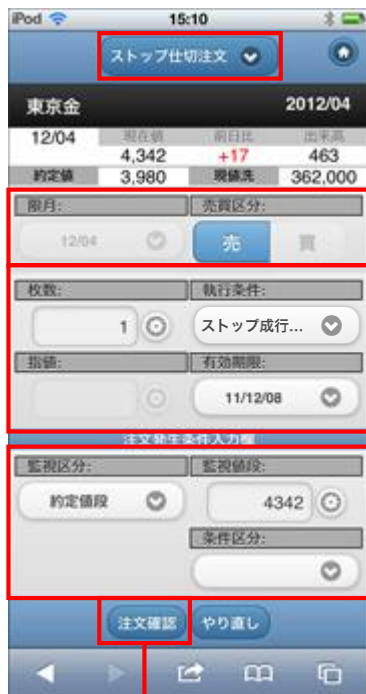 iPod 15:10
ストップ仕切注文
東京金 2012/04
12/04 現在値 前日比 出来高
4,342 +17 463
約定値 3,980 現値洗 362,000
限月: 売買区分:
12/04 売 買
枚数: 執行条件:
1 ストップ成行...
指値: 有効期限:
11/12/08
注文発生条件入力欄
監視区分: 監視値段:
約定値段 4342
条件区分:
注文確認 やり直し